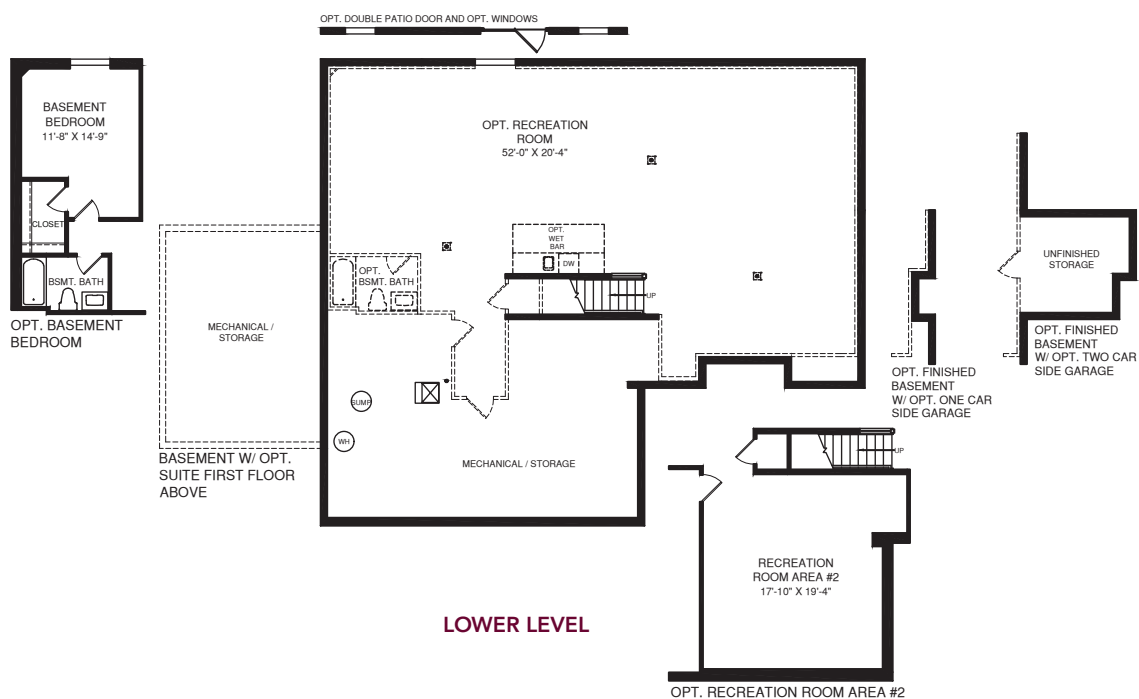 OPT. DOUBLE PATIO DOOR AND OPT. WINDOWS
BASEMENT
BEDROOM
11'-8" X 14'-9"
CLOSET
BSMT. BATH
OPT. BASEMENT
BEDROOM
MECHANICAL /
STORAGE
BASEMENT W/ OPT.
SUITE FIRST FLOOR
ABOVE
OPT. RECREATION
ROOM
52'-0" X 20'-4"
OPT.
WET
BAR
DW
OPT.
BSMT. BATH
UP
SUMP
WH
MECHANICAL / STORAGE
OPT. FINISHED
BASEMENT
W/ OPT. ONE CAR
SIDE GARAGE
UNFINISHED
STORAGE
OPT. FINISHED
BASEMENT
W/ OPT. TWO CAR
SIDE GARAGE
UP
RECREATION
ROOM AREA #2
17'-10" X 19'-4"
OPT. RECREATION ROOM AREA #2
LOWER LEVEL